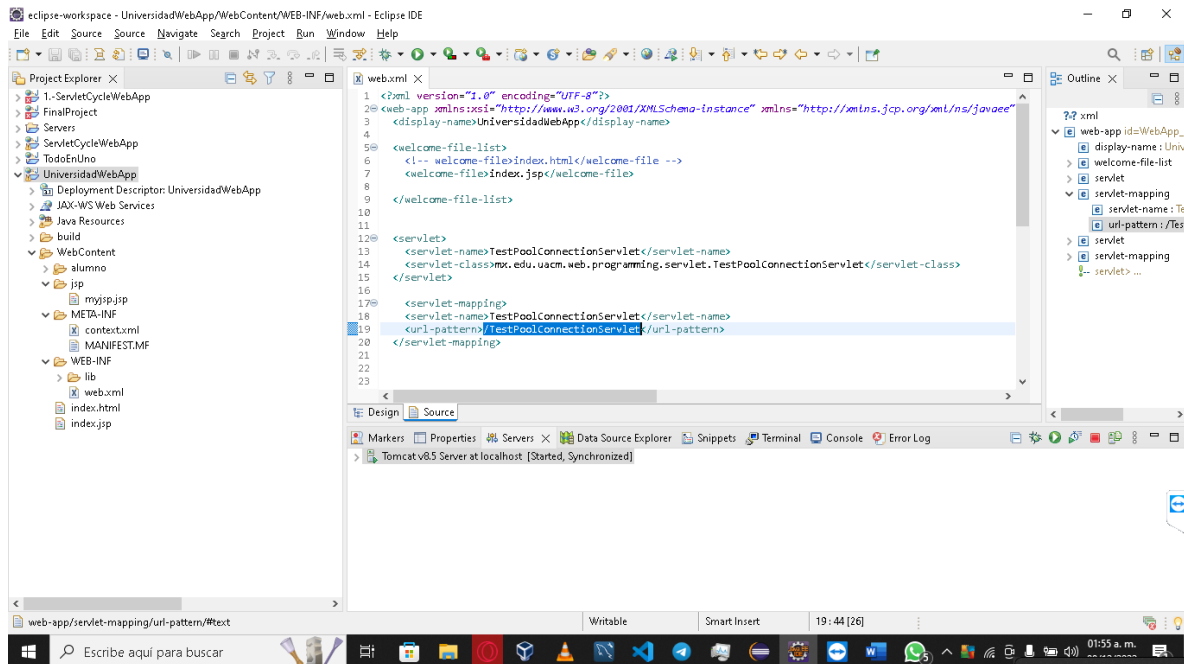 eclipse-workspace - UniversidadWebApp/WebContent/WEB-INF/web.xml - Eclipse IDE
File Edit Source Source Navigate Search Project Run Window Help
Project Explorer
1.-ServletCycleWebApp
FinalProject
Servers
ServletCycleWebApp
TodoEnUno
UniversidadWebApp
Deployment Descriptor: UniversidadWebApp
JAX-WS Web Services
Java Resources
build
WebContent
alumno
jsp
myjsp.jsp
META-INF
context.xml
MANIFEST.MF
WEB-INF
lib
web.xml
index.html
index.jsp
web.xml
1 <?xml version="1.0" encoding="UTF-8"?>
2 <web-app xmlns:xsi="http://www.w3.org/2001/XMLSchema-instance" xmlns="http://xmlns.jcp.org/xml/ns/javaee"
3 <display-name>UniversidadWebApp</display-name>
4
5 <welcome-file-list>
6 <!-- welcome-file>index.html</welcome-file -->
7 <welcome-file>index.jsp</welcome-file>
8
9 </welcome-file-list>
10
11
12 <servlet>
13 <servlet-name>TestPoolConnectionServlet</servlet-name>
14 <servlet-class>mx.edu.uacm.web.programming.servlet.TestPoolConnectionServlet</servlet-class>
15 </servlet>
16
17 <servlet-mapping>
18 <servlet-name>TestPoolConnectionServlet</servlet-name>
19 <url-pattern>/TestPoolConnectionServlet</url-pattern>
20 </servlet-mapping>
21
22
23
Design Source
Outline
?? xml
web-app id=WebApp_
display-name : Univ
welcome-file-list
servlet
servlet-mapping
servlet-name : Te
url-pattern : /Tes
servlet
servlet-mapping
servlet> ...
Markers Properties Servers Data Source Explorer Snippets Terminal Console Error Log
Tomcat v8.5 Server at localhost [Started, Synchronized]
web-app/servlet-mapping/url-pattern/#text
Writable
Smart Insert
19 : 44 [26]
Escribe aquí para buscar
01:55 a. m.